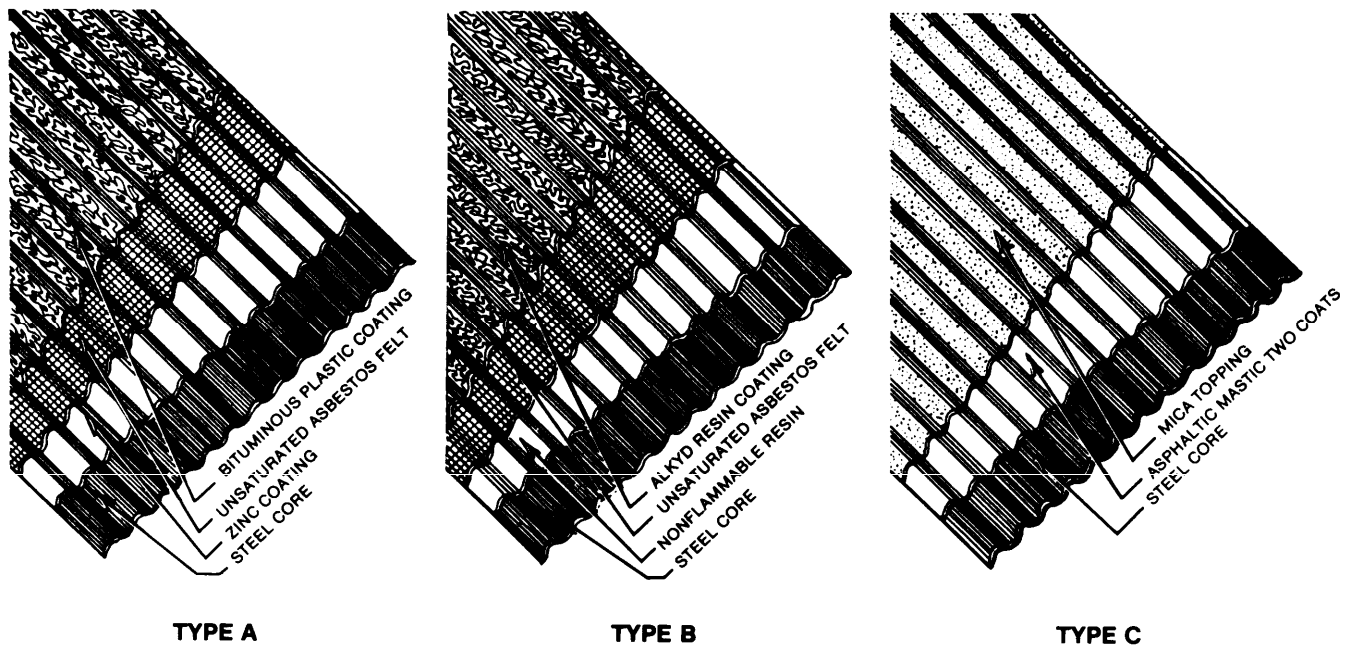 BITUMINOUS PLASTIC COATING
UNSATURATED ASBESTOS FELT
ZINC COATING
STEEL CORE
TYPE A
ALKYD RESIN COATING
UNSATURATED ASBESTOS FELT
NONFLAMMABLE RESIN
STEEL CORE
TYPE B
MICA TOPPING
ASPHALTIC MASTIC TWO COATS
STEEL CORE
TYPE C